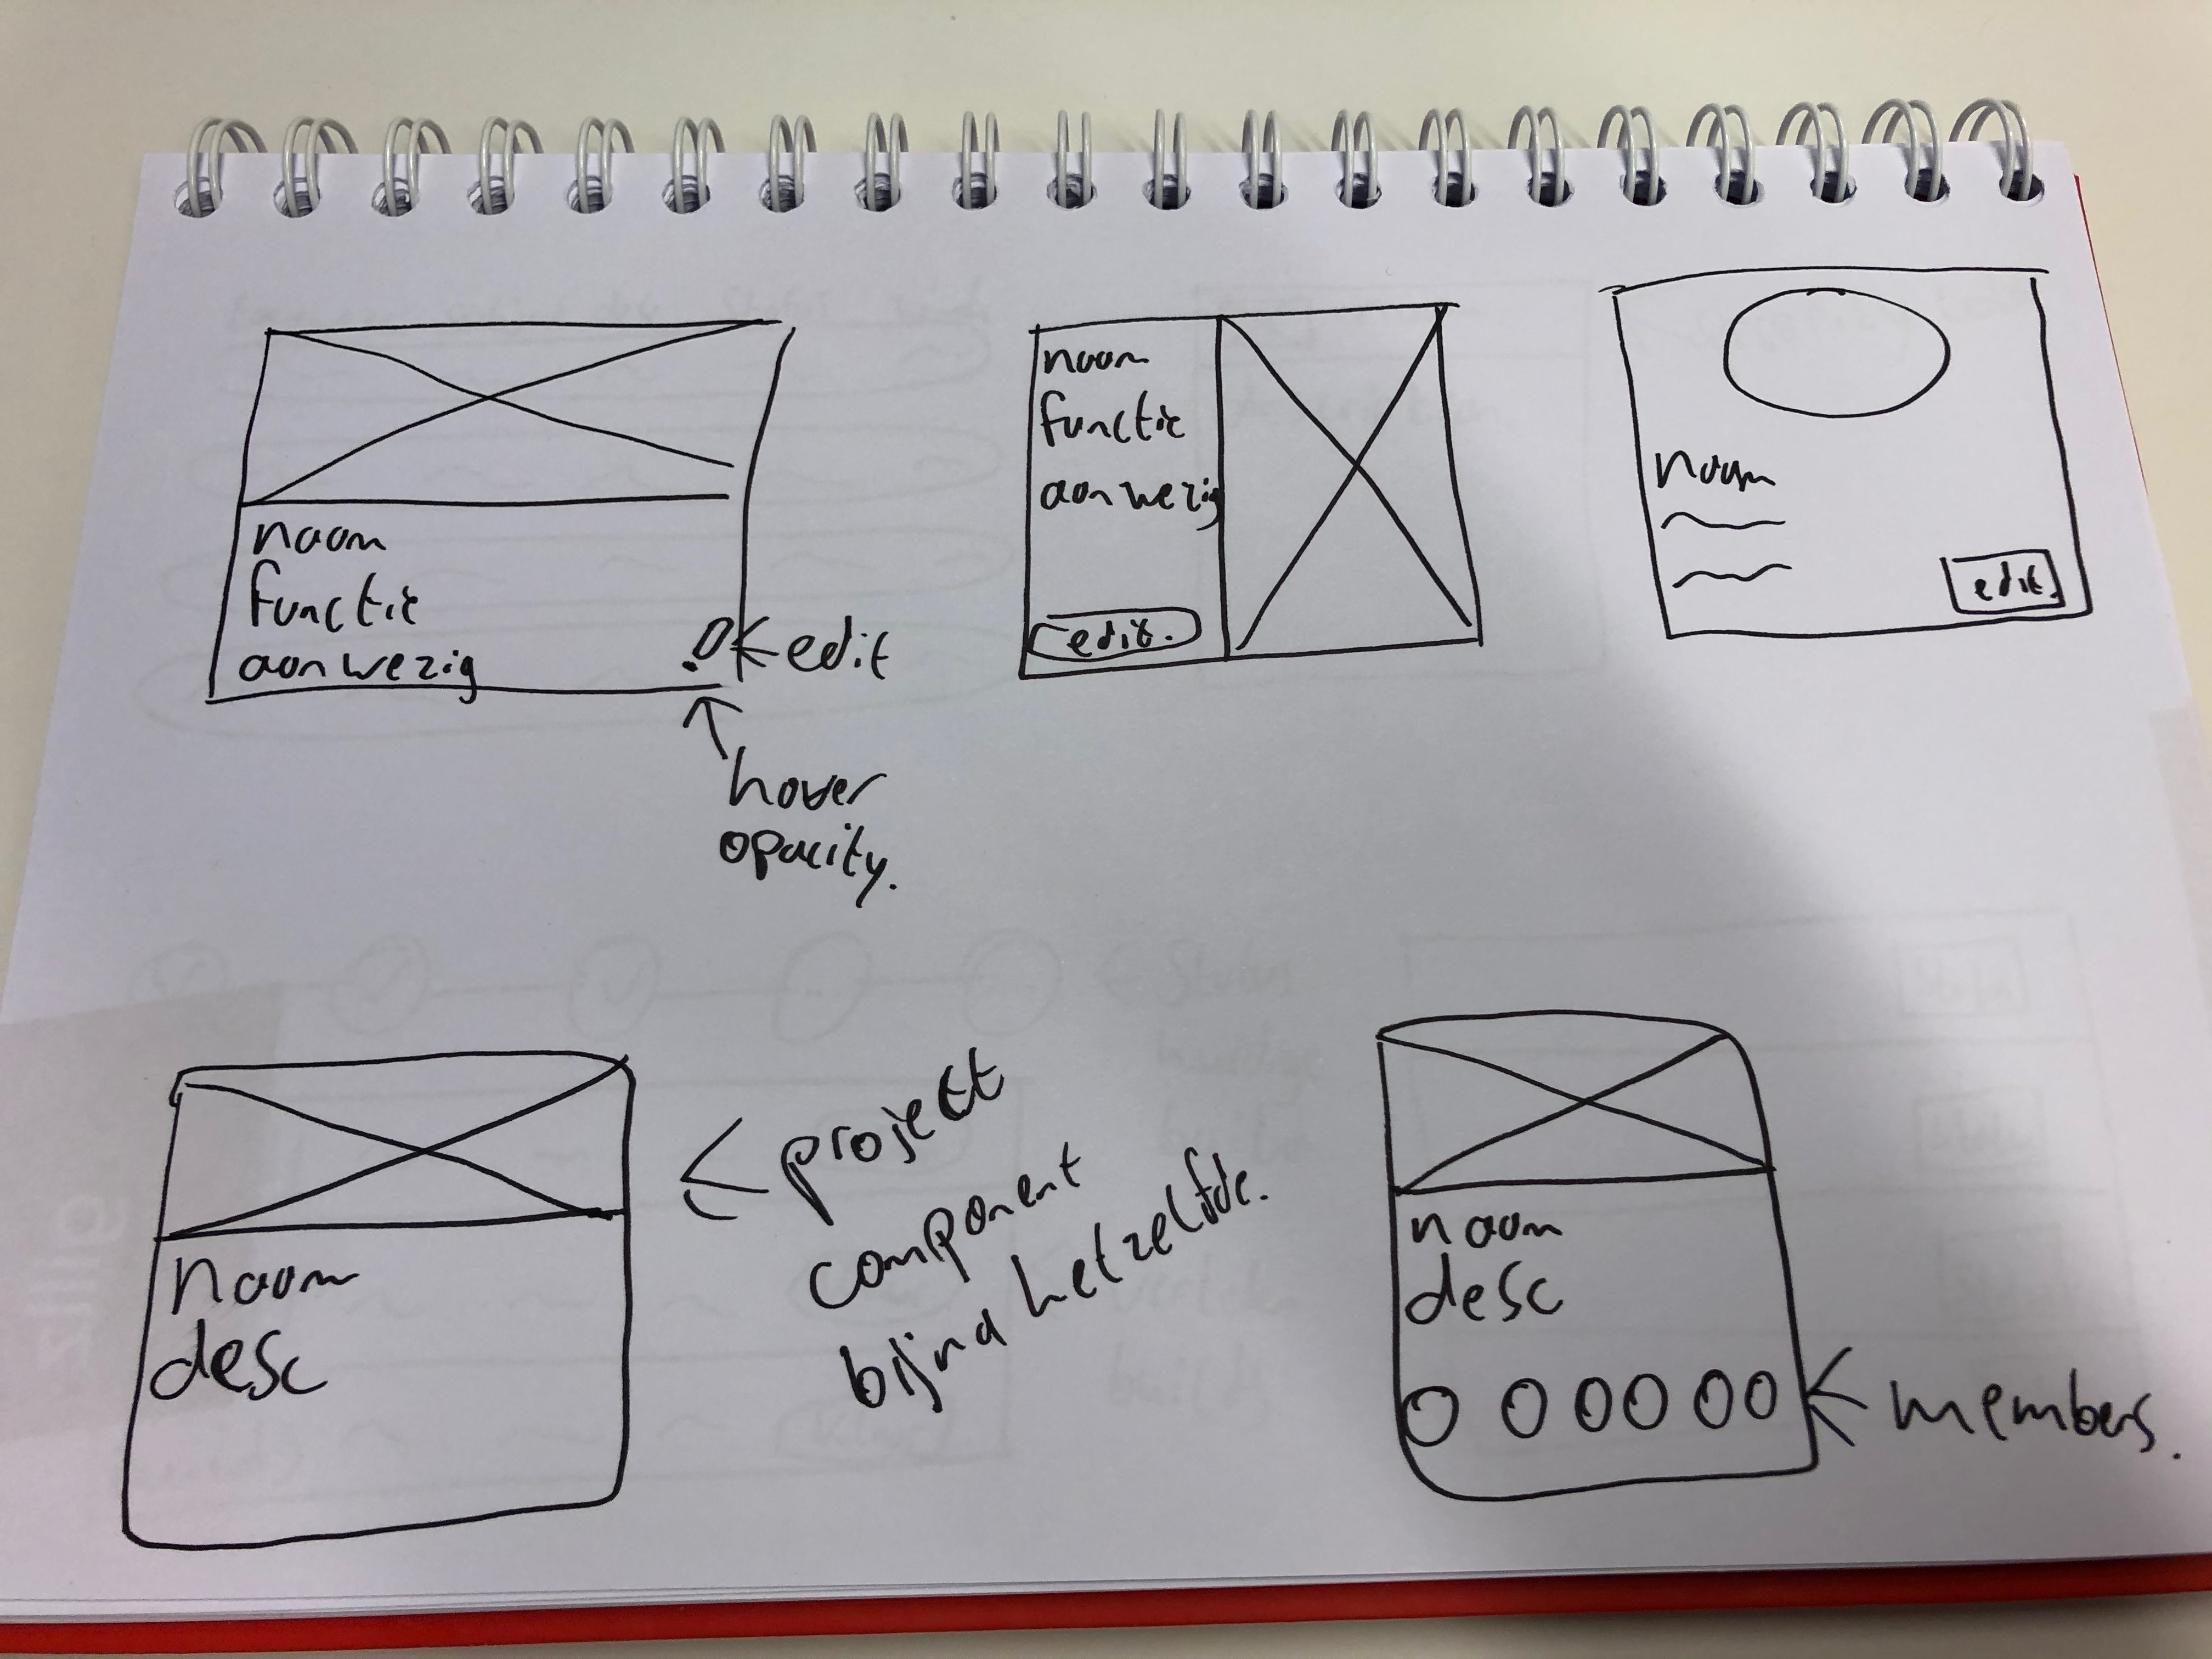 naam
functie
aanwezig
edit
hover
opacity.
naam
functie
aanwezig
edit.
naam
edit.
naam
desc
project
component
bijna hetzelfde.
naam
desc
members.